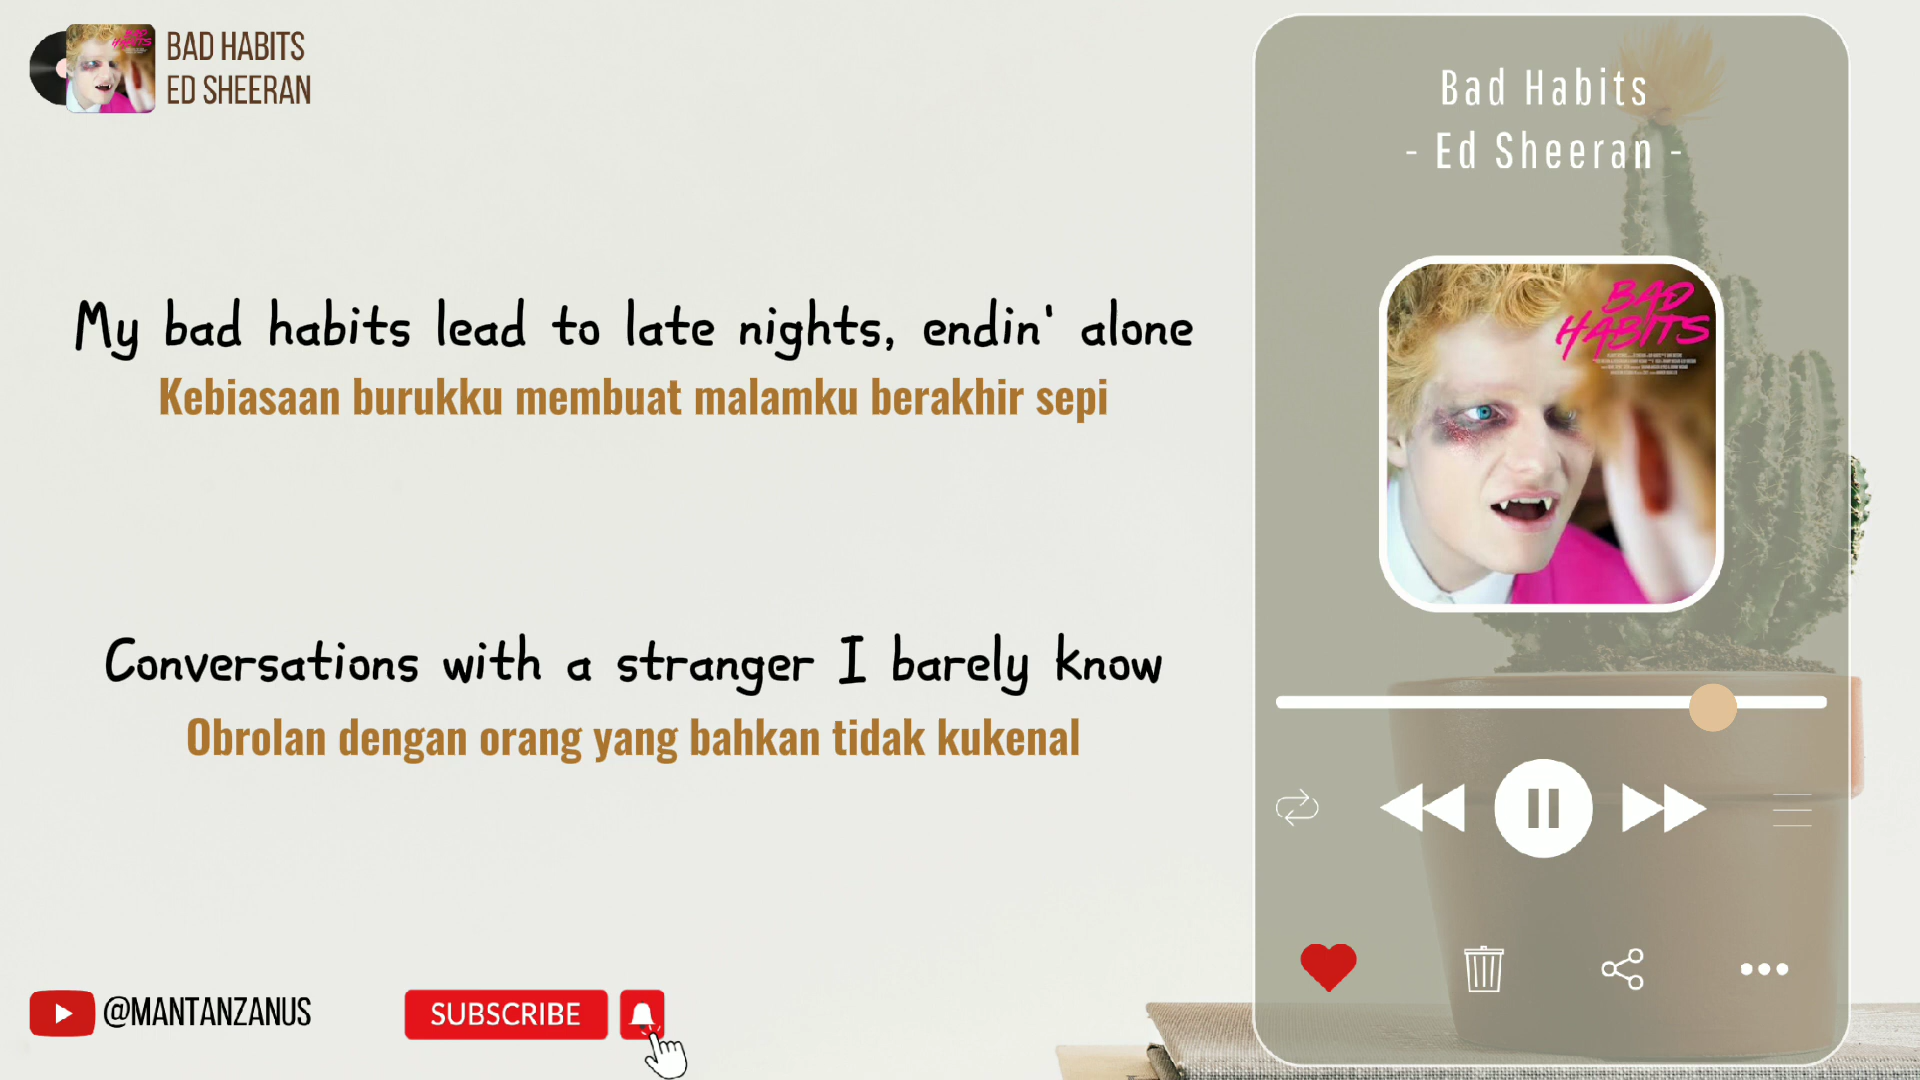 BAD HABITS
ED SHEERAN
Bad Habits
- Ed Sheeran -
BAD
HABITS
My bad habits lead to late nights, endin' alone
Kebiasaan burukku membuat malamku berakhir sepi
Conversations with a stranger I barely know
Obrolan dengan orang yang bahkan tidak kukenal
@MANTANZANUS
SUBSCRIBE